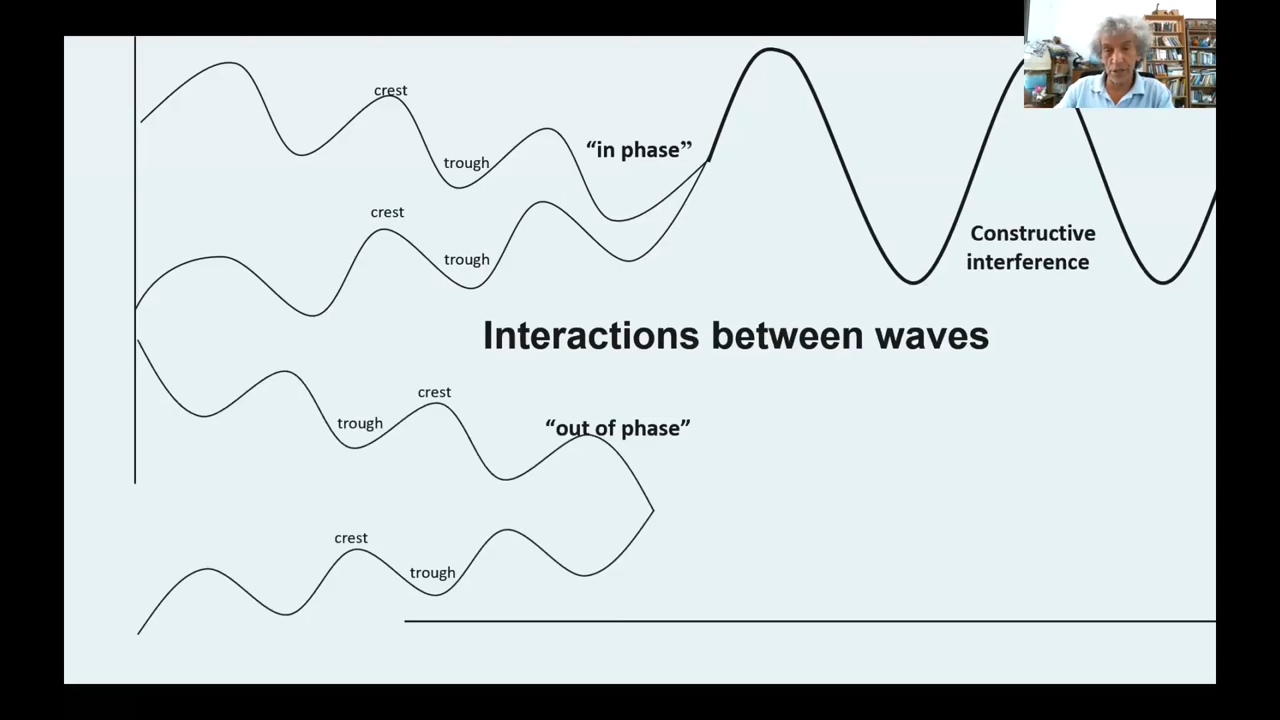 crest
trough
“in phase”
crest
trough
Constructive
interference
Interactions between waves
crest
trough
“out of phase”
crest
trough